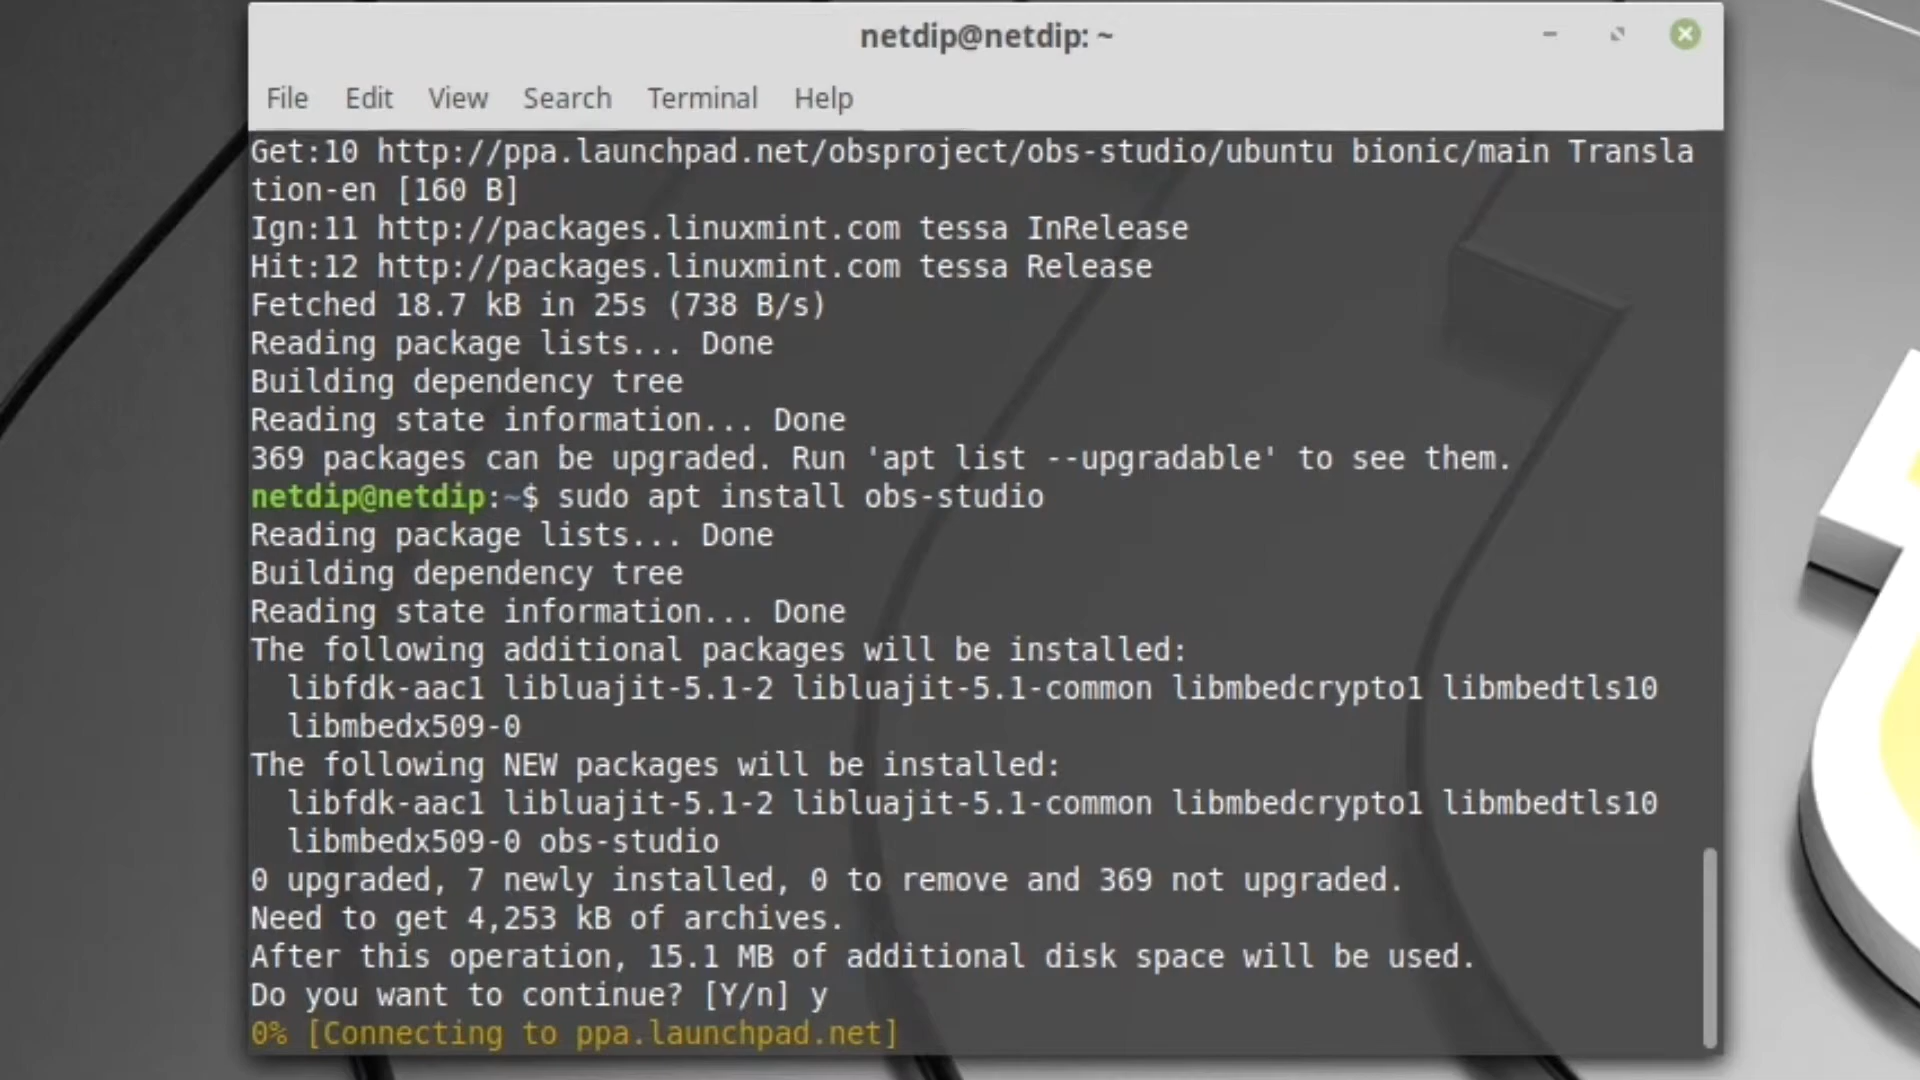 netdip@netdip: ~
File Edit View Search Terminal Help
Get:10 http://ppa.launchpad.net/obsproject/obs-studio/ubuntu bionic/main Transla
tion-en [160 B]
Ign:11 http://packages.linuxmint.com tessa InRelease
Hit:12 http://packages.linuxmint.com tessa Release
Fetched 18.7 kB in 25s (738 B/s)
Reading package lists... Done
Building dependency tree
Reading state information... Done
369 packages can be upgraded. Run 'apt list --upgradable' to see them.
netdip@netdip:~$ sudo apt install obs-studio
Reading package lists... Done
Building dependency tree
Reading state information... Done
The following additional packages will be installed:
  libfdk-aac1 libluajit-5.1-2 libluajit-5.1-common libmbedcrypto1 libmbedtls10
  libmbedx509-0
The following NEW packages will be installed:
  libfdk-aac1 libluajit-5.1-2 libluajit-5.1-common libmbedcrypto1 libmbedtls10
  libmbedx509-0 obs-studio
0 upgraded, 7 newly installed, 0 to remove and 369 not upgraded.
Need to get 4,253 kB of archives.
After this operation, 15.1 MB of additional disk space will be used.
Do you want to continue? [Y/n] y
0% [Connecting to ppa.launchpad.net]